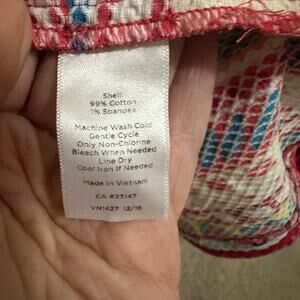 Shell:
99% Cotton
1% Spandex
Machine Wash Cold
Gentle Cycle
Only Non-Chlorine
Bleach When Needed
Line Dry
Cool Iron If Needed
Made In Vietnam
CA #23147
VN1427 12/16